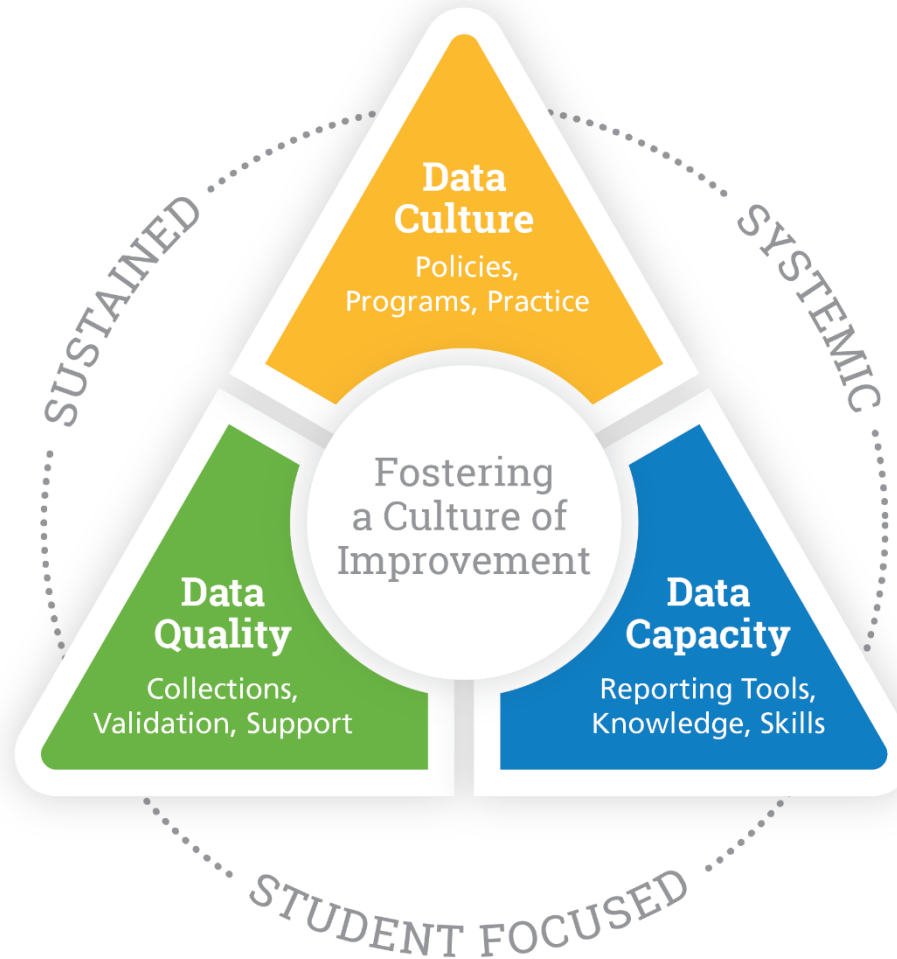 Data
Culture
Policies,
Programs, Practice
SUSTAINED
SYSTEMIC
Fostering
a Culture of
Improvement
Data
Quality
Collections,
Validation, Support
Data
Capacity
Reporting Tools,
Knowledge, Skills
STUDENT FOCUSED